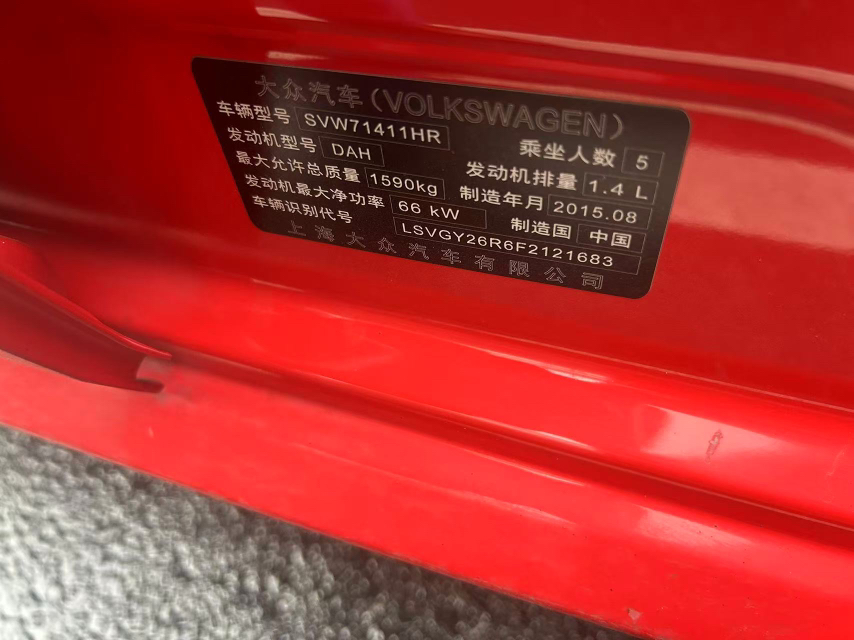 大众汽车(VOLKSWAGEN)
车辆型号 SVW71411HR 乘坐人数 5
发动机型号 DAH 发动机排量 1.4 L
最大允许总质量 1590kg 制造年月 2015.08
发动机最大净功率 66 kW 制造国 中国
车辆识别代号 LSVGY26R6F2121683
上海大众汽车有限公司